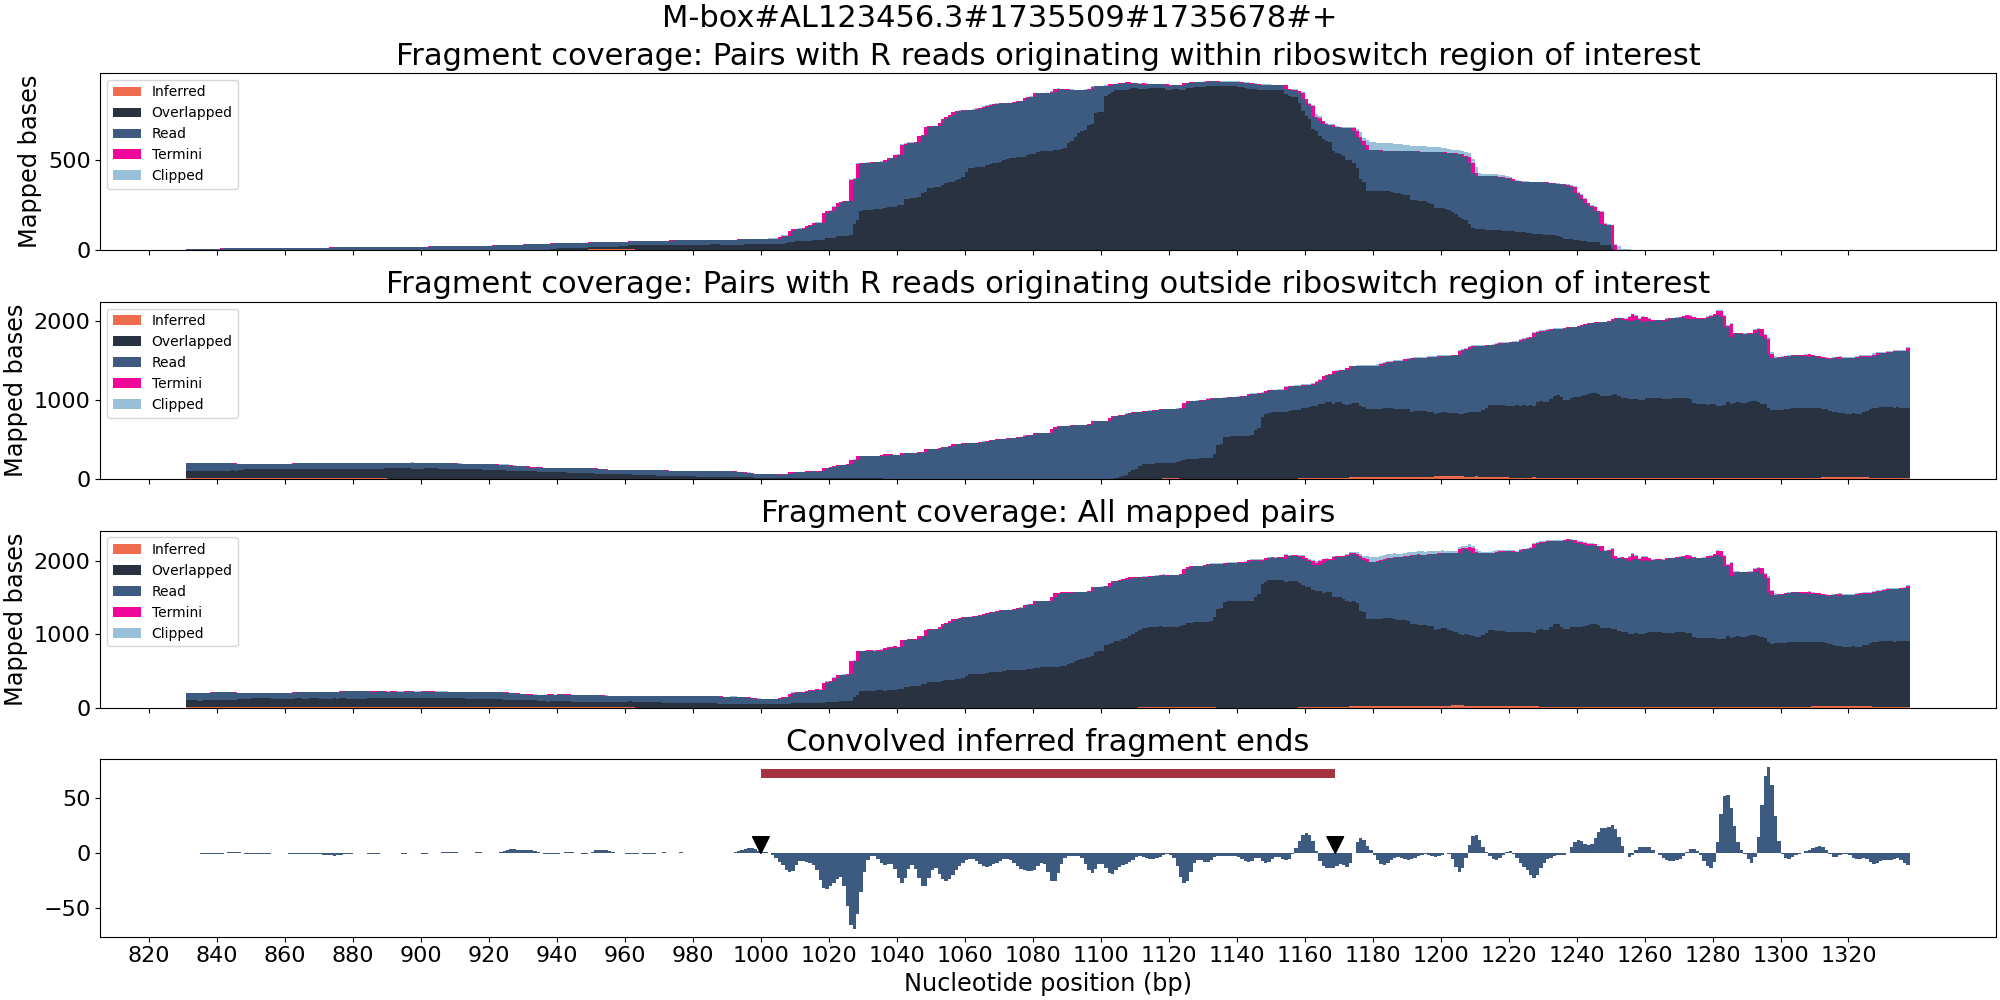 M-box#AL123456.3#1735509#1735678#+
Fragment coverage: Pairs with R reads originating within riboswitch region of interest
Mapped bases
500
0
Inferred
Overlapped
Read
Termini
Clipped
Fragment coverage: Pairs with R reads originating outside riboswitch region of interest
Mapped bases
2000
1000
0
Inferred
Overlapped
Read
Termini
Clipped
Fragment coverage: All mapped pairs
Mapped bases
2000
1000
0
Inferred
Overlapped
Read
Termini
Clipped
Convolved inferred fragment ends
50
0
−50
820 840 860 880 900 920 940 960 980 1000 1020 1040 1060 1080 1100 1120 1140 1160 1180 1200 1220 1240 1260 1280 1300 1320
Nucleotide position (bp)